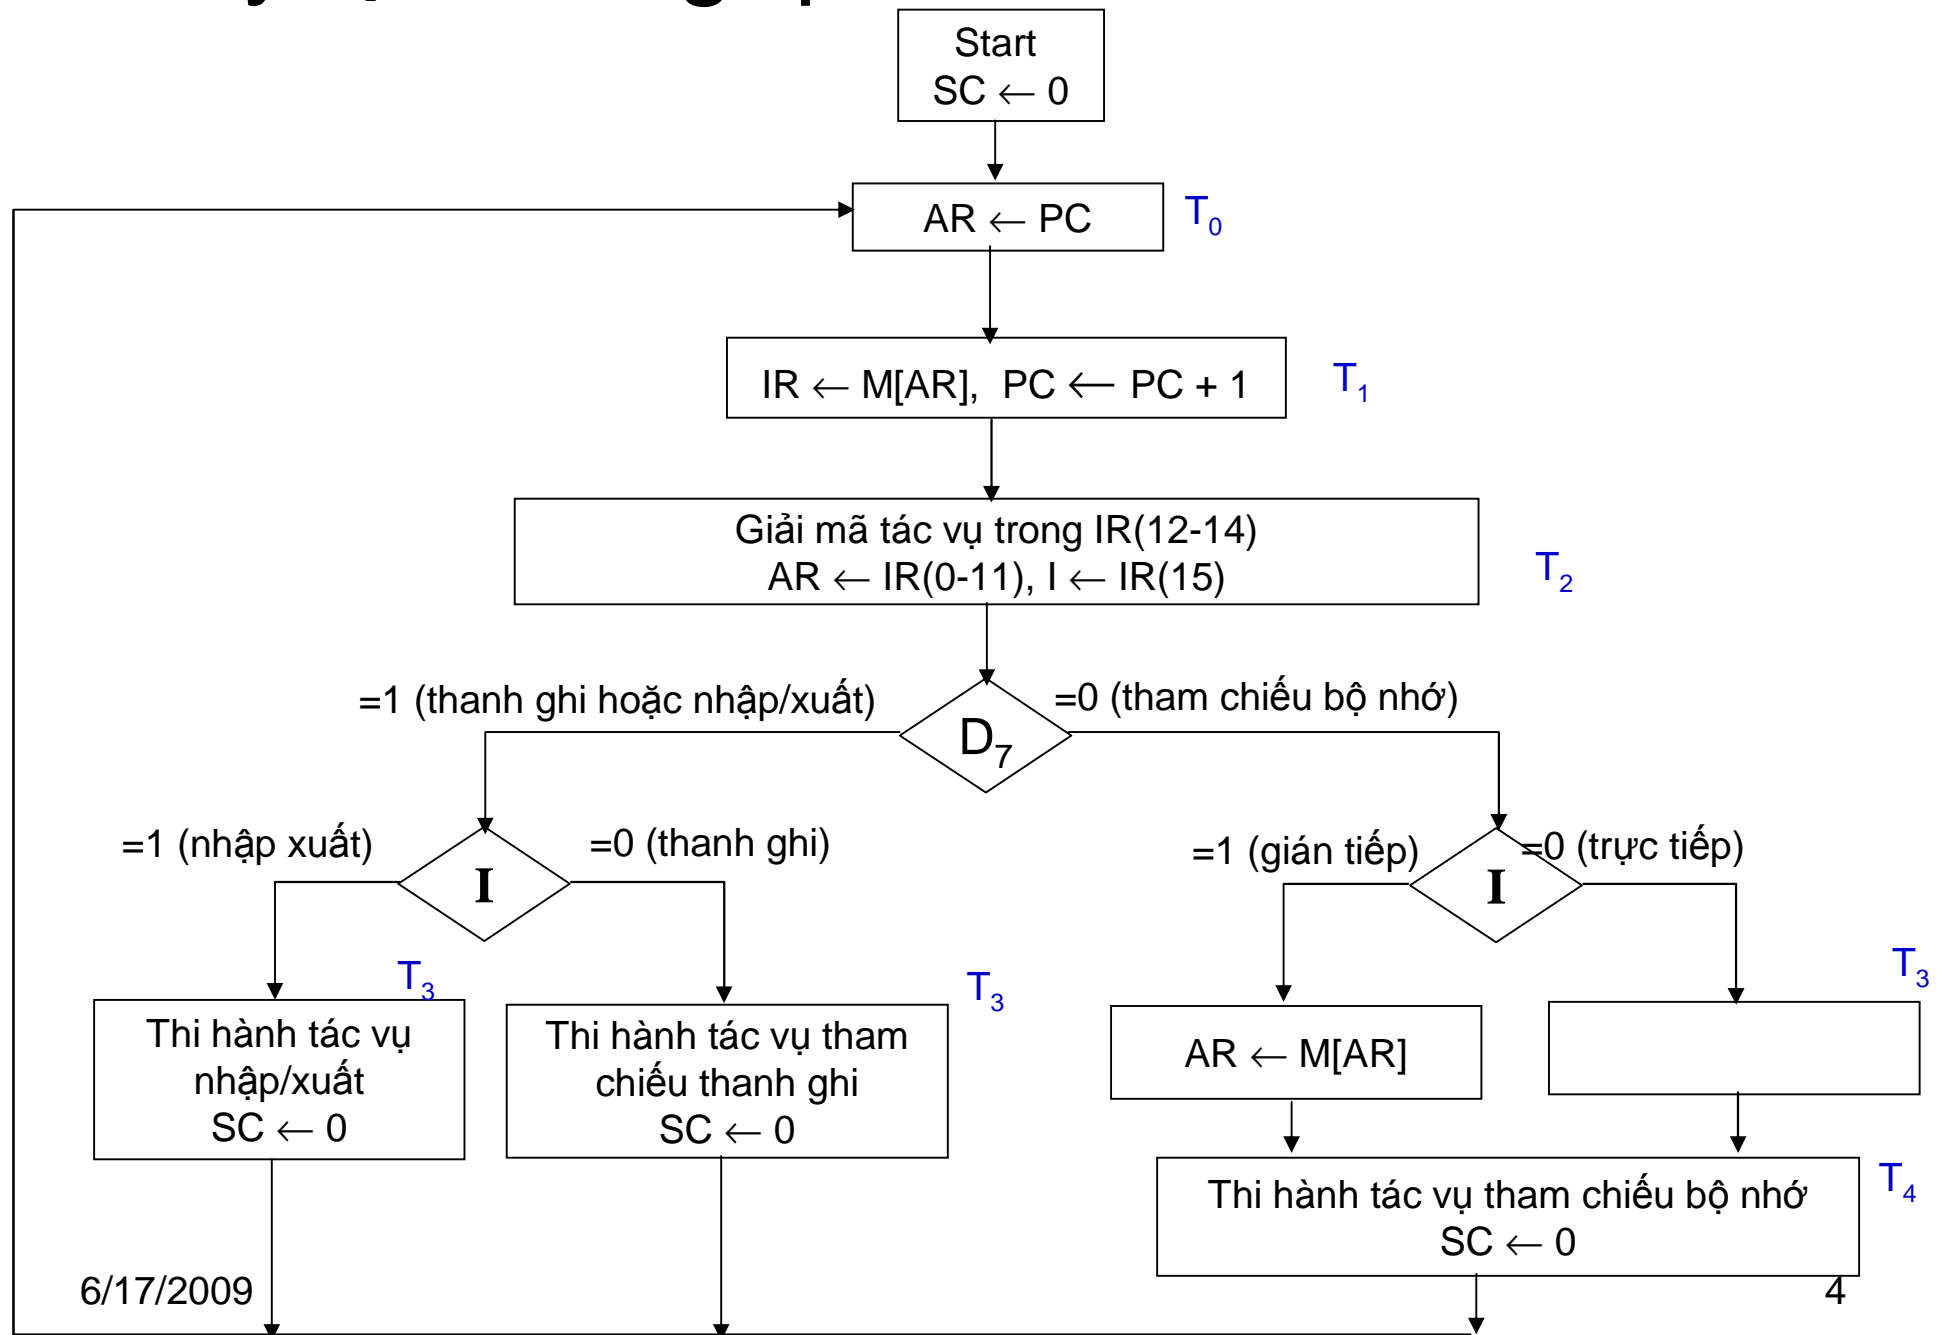 Start
SC ← 0
AR ← PC
T0
IR ← M[AR],  PC ← PC + 1
T1
Giải mã tác vụ trong IR(12-14)
AR ← IR(0-11), I ← IR(15)
T2
=1 (thanh ghi hoặc nhập/xuất)
=0 (tham chiếu bộ nhớ)
D7
=1 (nhập xuất)
=0 (thanh ghi)
I
=1 (gián tiếp)
=0 (trực tiếp)
I
T3
T3
T3
Thi hành tác vụ
nhập/xuất
SC ← 0
Thi hành tác vụ tham
chiếu thanh ghi
SC ← 0
AR ← M[AR]
Thi hành tác vụ tham chiếu bộ nhớ
SC ← 0
T4
6/17/2009
4